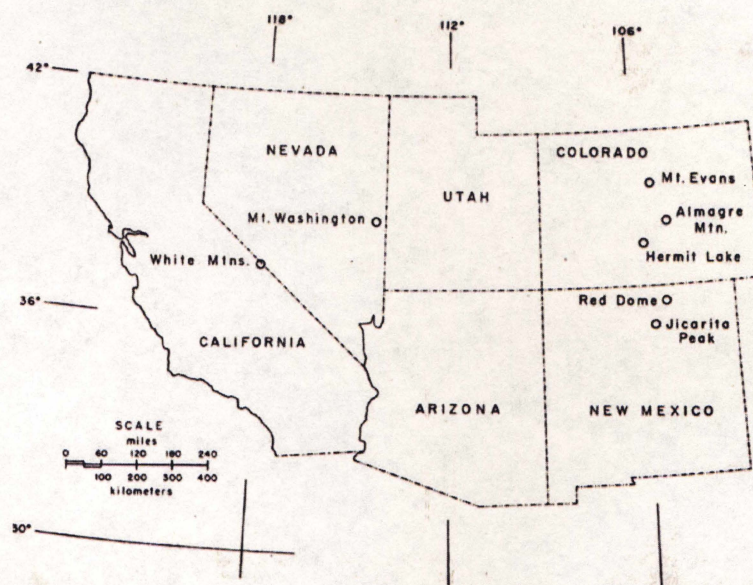 118°
112°
106°
42°
NEVADA
COLORADO
Mt. Evans
UTAH
Mt. Washington
Almagre
Mtn.
White Mtns.
Hermit Lake
36°
Red Dome
Jicarita
Peak
CALIFORNIA
ARIZONA
NEW MEXICO
SCALE
miles
0 60 120 180 240
100 200 300 400
kilometers
30°